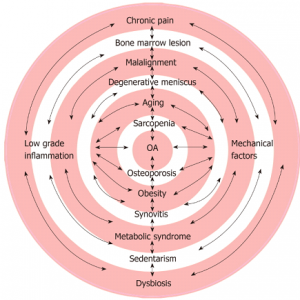 Chronic pain
Bone marrow lesion
Malalignment
Degenerative meniscus
Aging
Sarcopenia
Low grade
inflammation
OA
Mechanical
factors
Osteoporosis
Obesity
Synovitis
Metabolic syndrome
Sedentarism
Dysbiosis